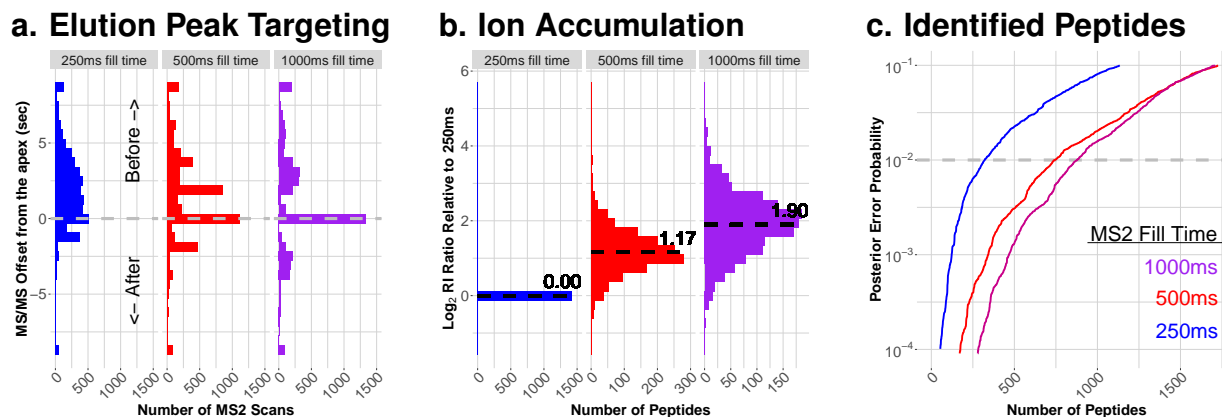 a. Elution Peak Targeting
250ms fill time
500ms fill time
1000ms fill time
MS/MS Offset from the apex (sec)
5
0
−5
Before −>
<− After
0
500
1000
1500
0
500
1000
1500
0
500
1000
1500
Number of MS2 Scans
b. Ion Accumulation
250ms fill time
500ms fill time
1000ms fill time
Log2 RI Ratio Relative to 250ms
6
4
2
0
0.00
1.17
1.90
0
500
1000
1500
0
100
200
300
0
50
100
150
Number of Peptides
c. Identified Peptides
Posterior Error Probability
10−1
10−2
10−3
10−4
MS2 Fill Time
1000ms
500ms
250ms
0
500
1000
1500
Number of Peptides